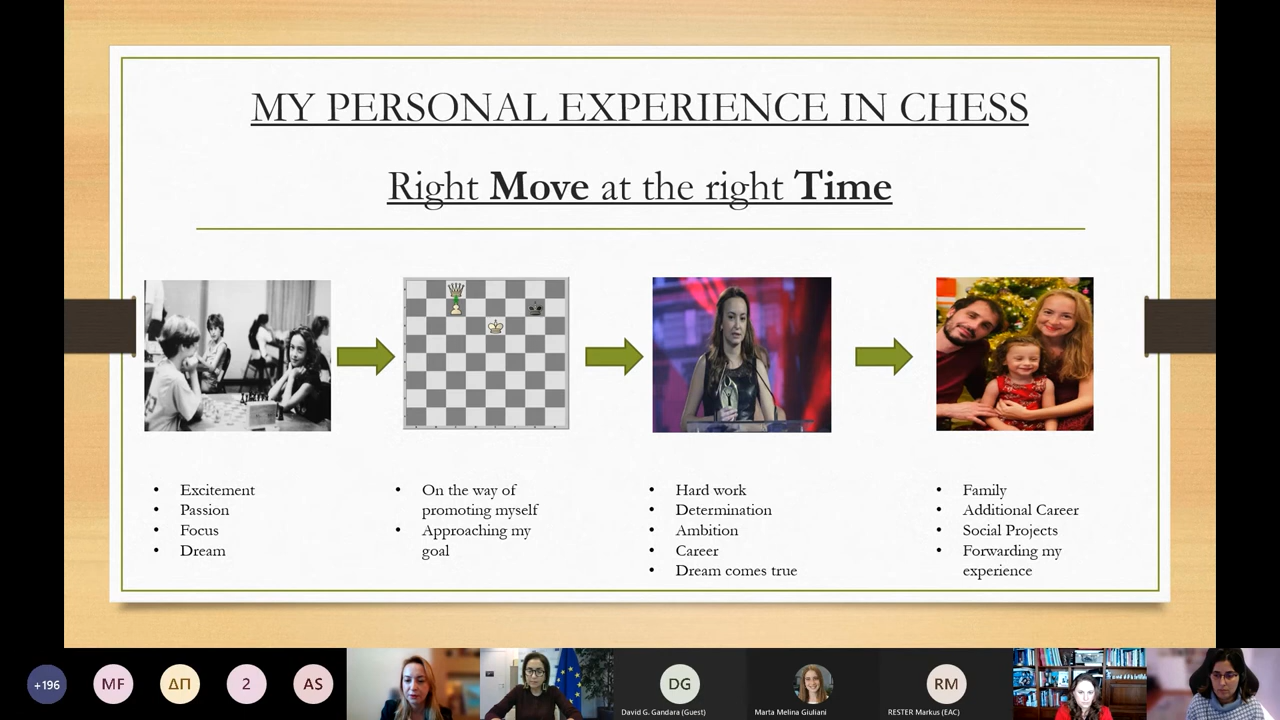 MY PERSONAL EXPERIENCE IN CHESS
Right Move at the right Time
• Excitement
• Passion
• Focus
• Dream
• On the way of
promoting myself
• Approaching my
goal
• Hard work
• Determination
• Ambition
• Career
• Dream comes true
• Family
• Additional Career
• Social Projects
• Forwarding my
experience
+196
MF
ΔΠ
2
AS
DG
David G. Gandara (Guest)
Marta Melina Giuliani
RM
RESTER Markus (EAC)